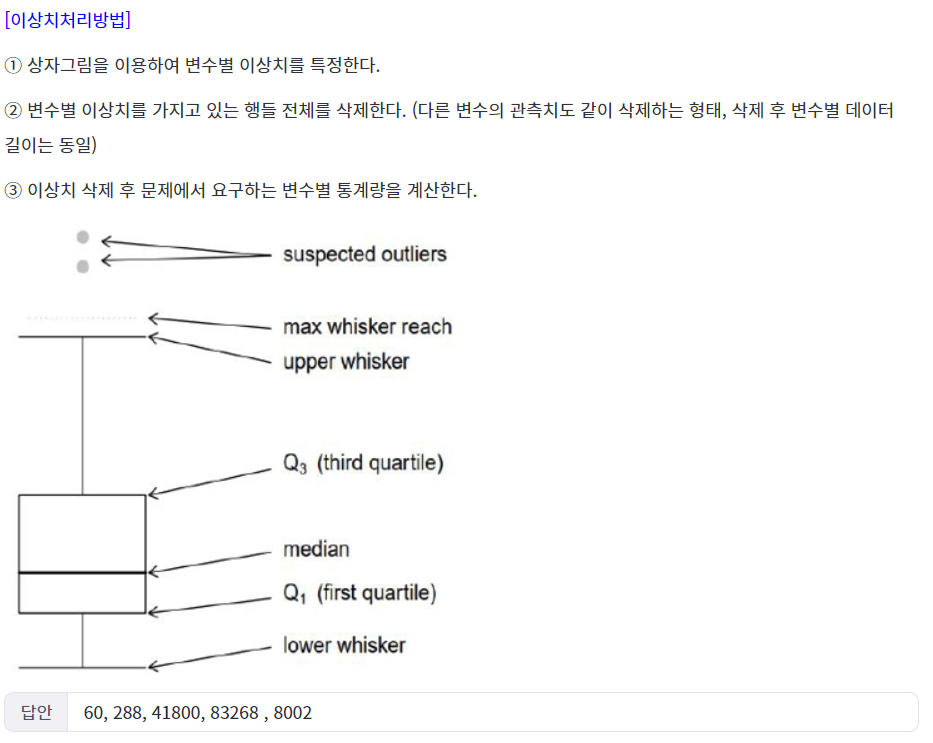 [이상치처리방법]
① 상자그림을 이용하여 변수별 이상치를 특정한다.
② 변수별 이상치를 가지고 있는 행들 전체를 삭제한다. (다른 변수의 관측치도 같이 삭제하는 형태, 삭제 후 변수별 데이터
길이는 동일)
③ 이상치 삭제 후 문제에서 요구하는 변수별 통계량을 계산한다.
suspected outliers
max whisker reach
upper whisker
Q₃ (third quartile)
median
Q₁ (first quartile)
lower whisker
답안 60, 288, 41800, 83268 , 8002